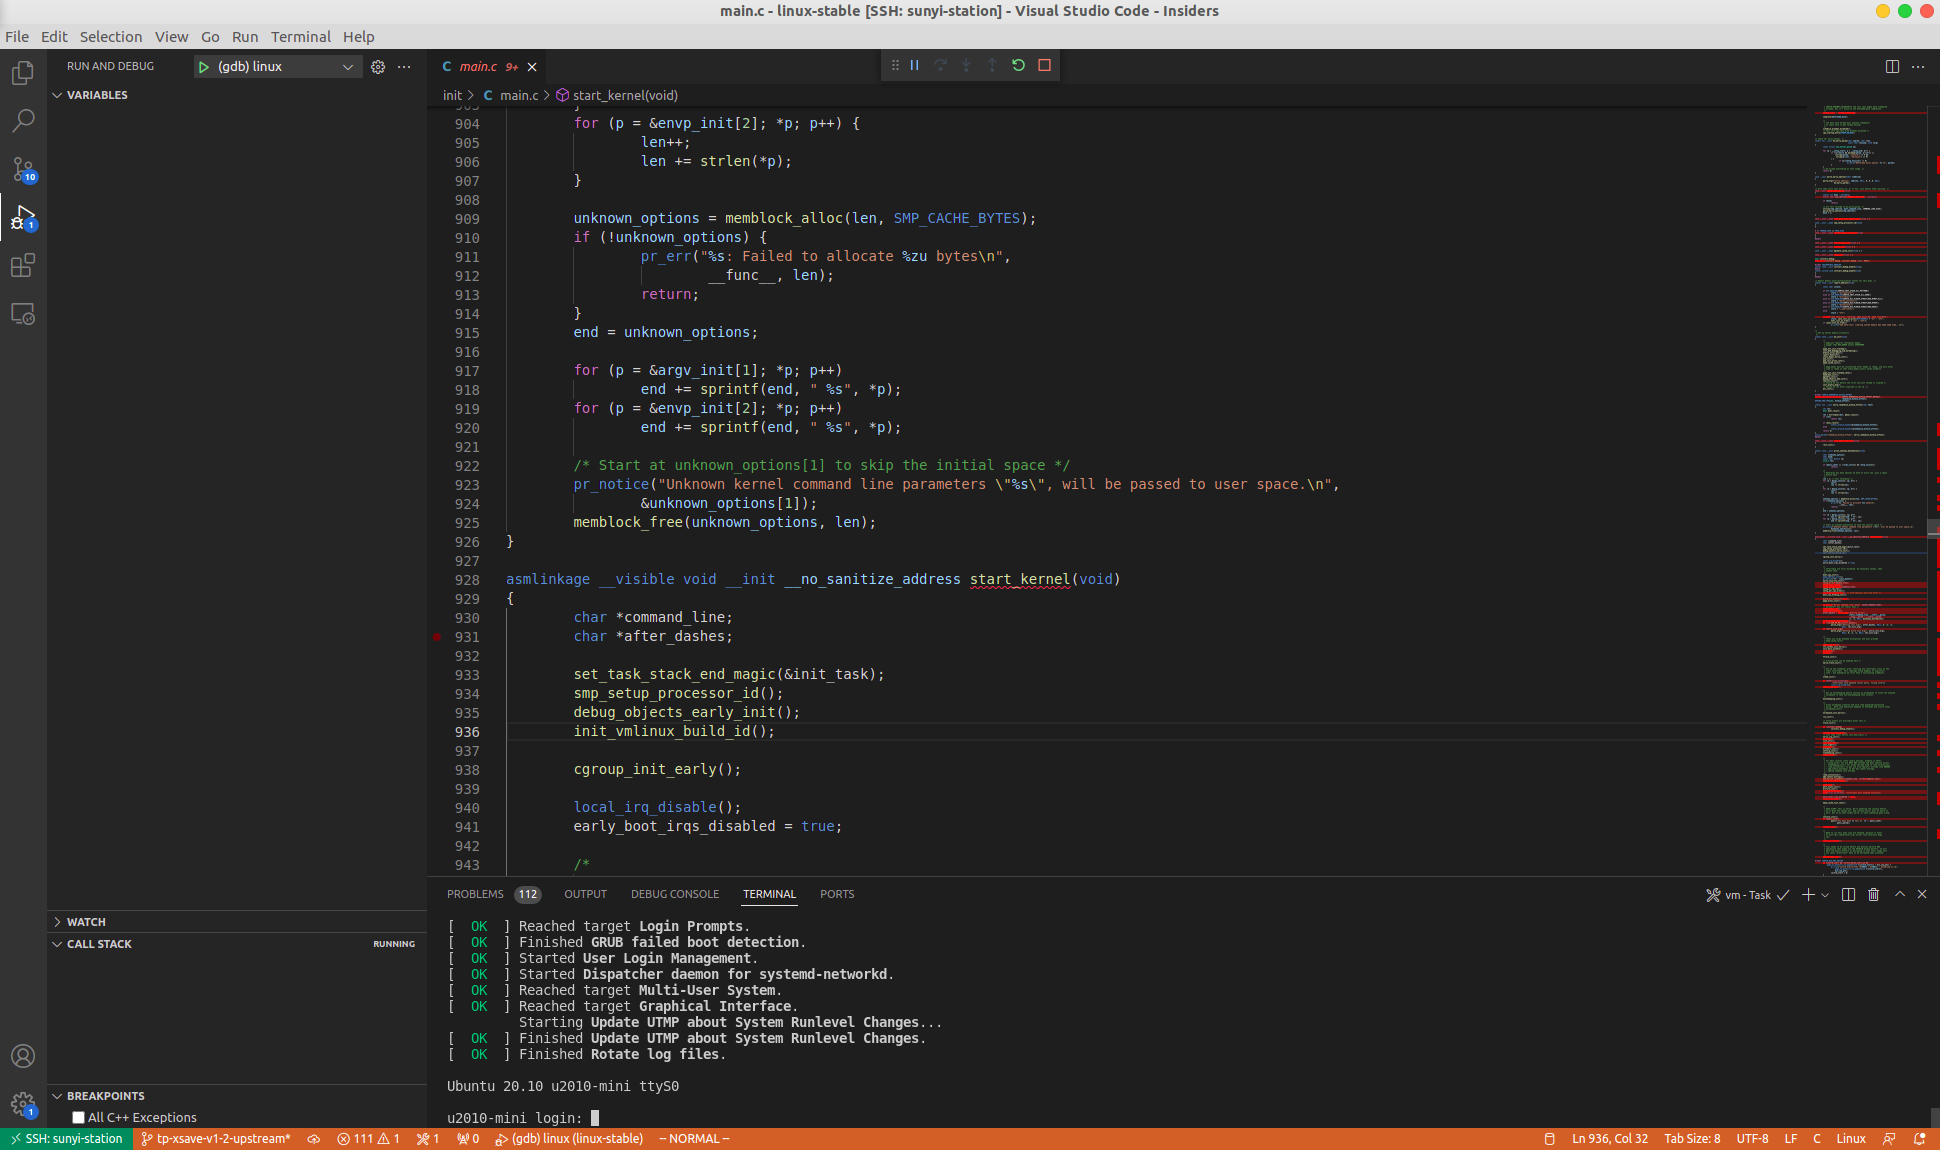 main.c - linux-stable [SSH: sunyi-station] - Visual Studio Code - Insiders
File Edit Selection View Go Run Terminal Help
RUN AND DEBUG (gdb) linux
VARIABLES
WATCH
CALL STACK RUNNING
BREAKPOINTS
All C++ Exceptions
10
1
1
C main.c 9+
init > C main.c > start_kernel(void)
903 }
904 for (p = &envp_init[2]; *p; p++) {
905 len++;
906 len += strlen(*p);
907 }
908
909 unknown_options = memblock_alloc(len, SMP_CACHE_BYTES);
910 if (!unknown_options) {
911 pr_err("%s: Failed to allocate %zu bytes\n",
912 __func__, len);
913 return;
914 }
915 end = unknown_options;
916
917 for (p = &argv_init[1]; *p; p++)
918 end += sprintf(end, " %s", *p);
919 for (p = &envp_init[2]; *p; p++)
920 end += sprintf(end, " %s", *p);
921
922 /* Start at unknown_options[1] to skip the initial space */
923 pr_notice("Unknown kernel command line parameters \"%s\", will be passed to user space.\n",
924 &unknown_options[1]);
925 memblock_free(unknown_options, len);
926 }
927
928 asmlinkage __visible void __init __no_sanitize_address start_kernel(void)
929 {
930 char *command_line;
931 char *after_dashes;
932
933 set_task_stack_end_magic(&init_task);
934 smp_setup_processor_id();
935 debug_objects_early_init();
936 init_vmlinux_build_id();
937
938 cgroup_init_early();
939
940 local_irq_disable();
941 early_boot_irqs_disabled = true;
942
943 /*
PROBLEMS 112 OUTPUT DEBUG CONSOLE TERMINAL PORTS vm - Task
[ OK ] Reached target Login Prompts.
[ OK ] Finished GRUB failed boot detection.
[ OK ] Started User Login Management.
[ OK ] Started Dispatcher daemon for systemd-networkd.
[ OK ] Reached target Multi-User System.
[ OK ] Reached target Graphical Interface.
Starting Update UTMP about System Runlevel Changes...
[ OK ] Finished Update UTMP about System Runlevel Changes.
[ OK ] Finished Rotate log files.
Ubuntu 20.10 u2010-mini ttyS0
u2010-mini login:
SSH: sunyi-station tp-xsave-v1-2-upstream* 111 1 1 0 (gdb) linux (linux-stable) -- NORMAL -- Ln 936, Col 32 Tab Size: 8 UTF-8 LF C Linux